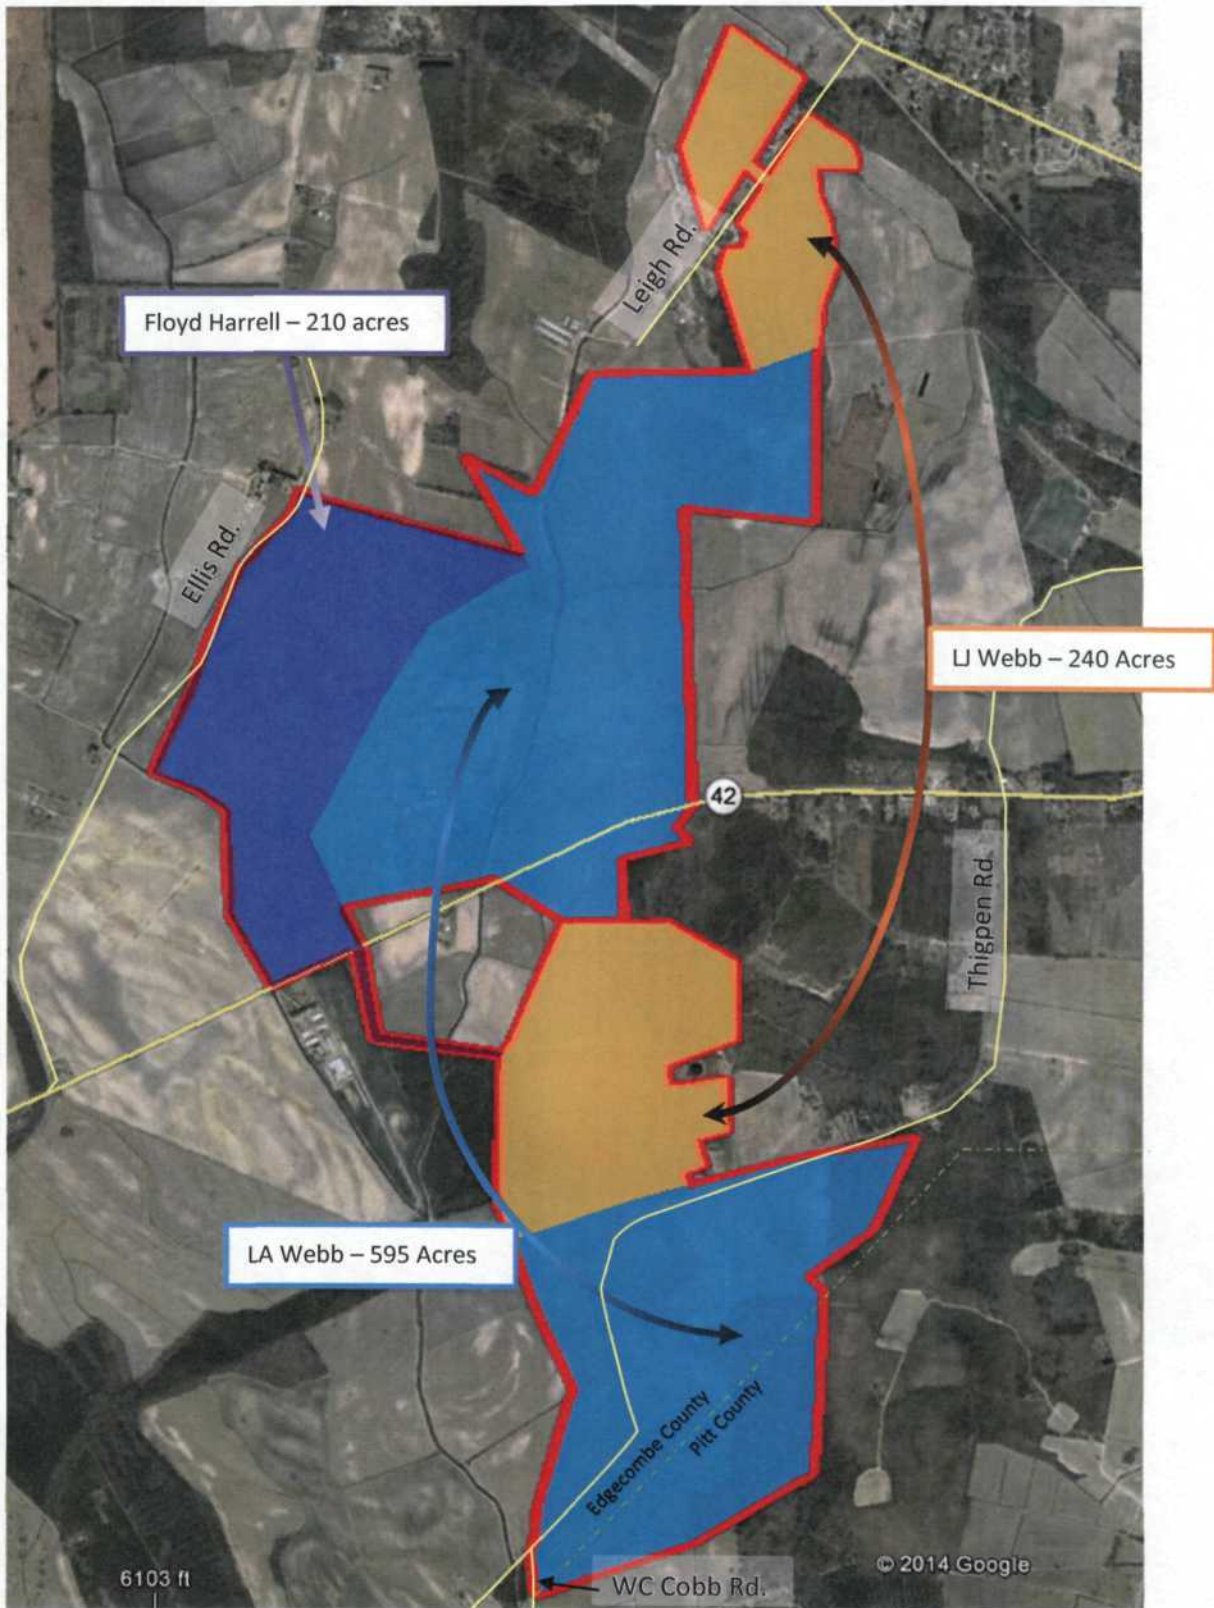 Leigh Rd.
Floyd Harrell – 210 acres
Ellis Rd.
LJ Webb – 240 Acres
42
Thigpen Rd.
LA Webb – 595 Acres
Edgecombe County
Pitt County
6103 ft
WC Cobb Rd.
© 2014 Google